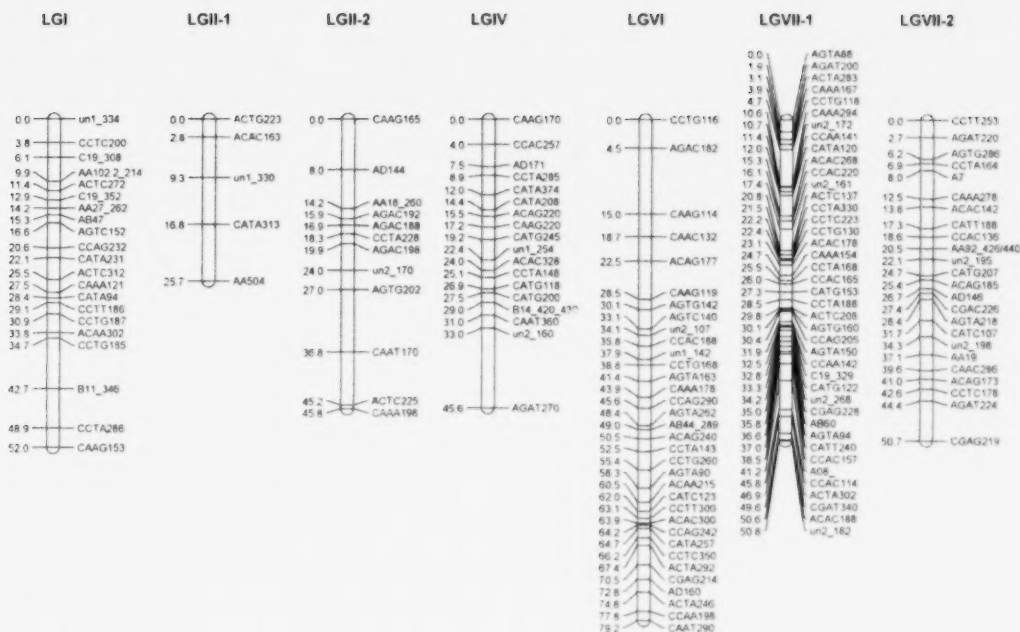 LGI
0.0 un1_334
3.8 CCTC200
6.1 C19_308
9.9 AA102.2_214
11.4 ACTC272
12.9 C19_352
14.2 AA27_262
15.3 AB47
16.6 AGTC152
20.6 CCAG232
22.1 CATA231
25.5 ACTC312
27.5 CAAA121
28.4 CATA94
29.1 CCTT186
30.9 CCTG187
33.8 ACAA302
34.7 CCTG185
42.7 B11_346
48.9 CCTA286
52.0 CAAG153
LGII-1
0.0 ACTG223
2.8 ACAC163
9.3 un1_330
16.8 CATA313
25.7 AA504
LGII-2
0.0 CAAG165
8.0 AD144
14.2 AA18_260
15.9 AGAC192
16.9 AGAC188
18.3 CCTA228
19.9 AGAC198
24.0 un2_170
27.0 AGTG202
36.8 CAAT170
45.2 ACTC225
45.8 CAAA198
LGIV
0.0 CAAG170
4.0 CCAC257
7.5 AD171
8.9 CCTA285
12.0 CATA374
14.4 CATA208
15.5 ACAG220
17.2 CAAG220
19.2 CATG245
22.4 un1_254
24.0 ACAC328
25.1 CCTA148
26.9 CATG118
27.5 CATG200
29.0
31.0 CAAT360
33.0 un2_160
45.6 AGAT270
LGVI
0.0 CCTG116
4.5 AGAC182
15.0 CAAG114
18.7 CAAC132
22.5 ACAG177
28.5 CAAG119
30.1 AGTG142
33.1 AGTC140
34.1 un2_107
35.8 CCAC188
37.9 un1_142
38.8 CCTG168
41.4 AGTA163
43.9 CAAA178
45.6 CCAG290
48.4 AGTA262
49.0 AB44_289
50.5 ACAG240
52.5 CCTA143
55.4 CCTG260
58.3 AGTA90
60.5 ACAA215
62.0 CATC123
63.1 CCTT300
63.9 ACAC300
64.2 CCAG242
64.7 CATA257
66.2 CCTC350
67.4 ACTA292
70.5 CGAG214
72.8 AD160
74.8 ACTA246
77.8 CCAA198
79.2 CAAT290
LGVII-1
0.0 AGTA88
1.9 AGAT200
3.1 ACTA283
3.9 CAAA167
4.7 CCTG118
10.6 CAAA294
10.7 un2_172
11.4 CCAA141
12.0 CATA120
15.3 ACAC268
16.1 CCAC220
17.4 un2_161
20.8 ACTC137
21.5 CCTA330
22.2 CCTC223
22.4 CCTG130
23.1 ACAC178
24.7 CAAA154
25.5 CCTA168
26.0 CCAC165
27.3 CATG153
28.5 CCTA188
29.8 ACTC208
30.1 AGTG160
30.4 CCAG205
31.9 AGTA150
32.5 CCAA142
32.8 C19_329
33.3 CATG122
34.2 un2_268
35.0 CGAG228
35.8 AB60
36.6 AGTA94
37.0 CATT240
38.5 CCAC157
41.2 A08_
45.8 CCAC114
46.9 ACTA302
49.6 CGAT340
50.6 ACAC188
50.8 un2_182
LGVII-2
0.0 CCTT253
2.7 AGAT220
6.2 AGTG286
6.9 CCTA164
8.0 A7
12.5 CAAA278
13.6 ACAC142
17.3 CATT188
18.6 CCAC136
20.5 AA92_426/440
22.1 un2_195
24.7 CATG207
25.4 ACAG185
26.7 AD146
27.4 CGAC226
28.4 AGTA218
31.7 CATC107
34.3 un2_198
37.1 AA19
39.6 CAAC286
41.0 ACAG173
42.6 CCTC178
44.4 AGAT224
50.7 CGAG219